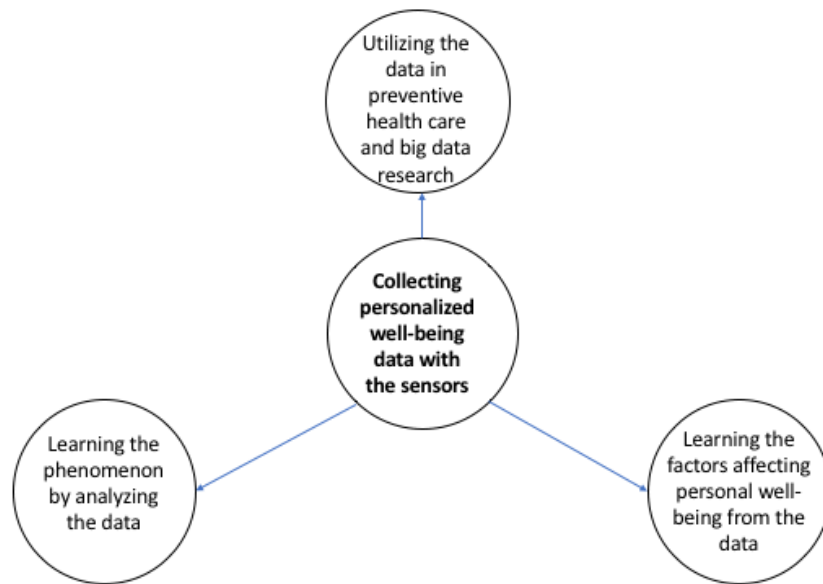 Utilizing the
data in
preventive
health care
and big data
research
Collecting
personalized
well-being
data with
the sensors
Learning the
phenomenon
by analyzing
the data
Learning the
factors affecting
personal well-
being from the
data